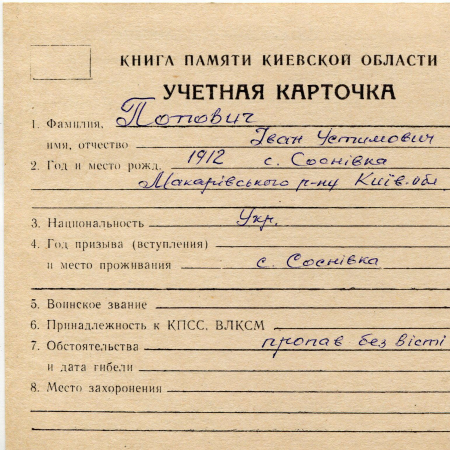 КНИГА ПАМЯТИ КИЕВСКОЙ ОБЛАСТИ
УЧЕТНАЯ КАРТОЧКА
1. Фамилия, Попович
имя, отчество Іван Устимович
2. Год и место рожд. 1912 с. Соснівка
Макарівського р-ну Київ. обл
3. Национальность Укр.
4. Год призыва (вступления)
и место проживания с. Соснівка
5. Воинское звание
6. Принадлежность к КПСС. ВЛКСМ
7. Обстоятельства пропав без вісті
и дата гибели
8. Место захоронения